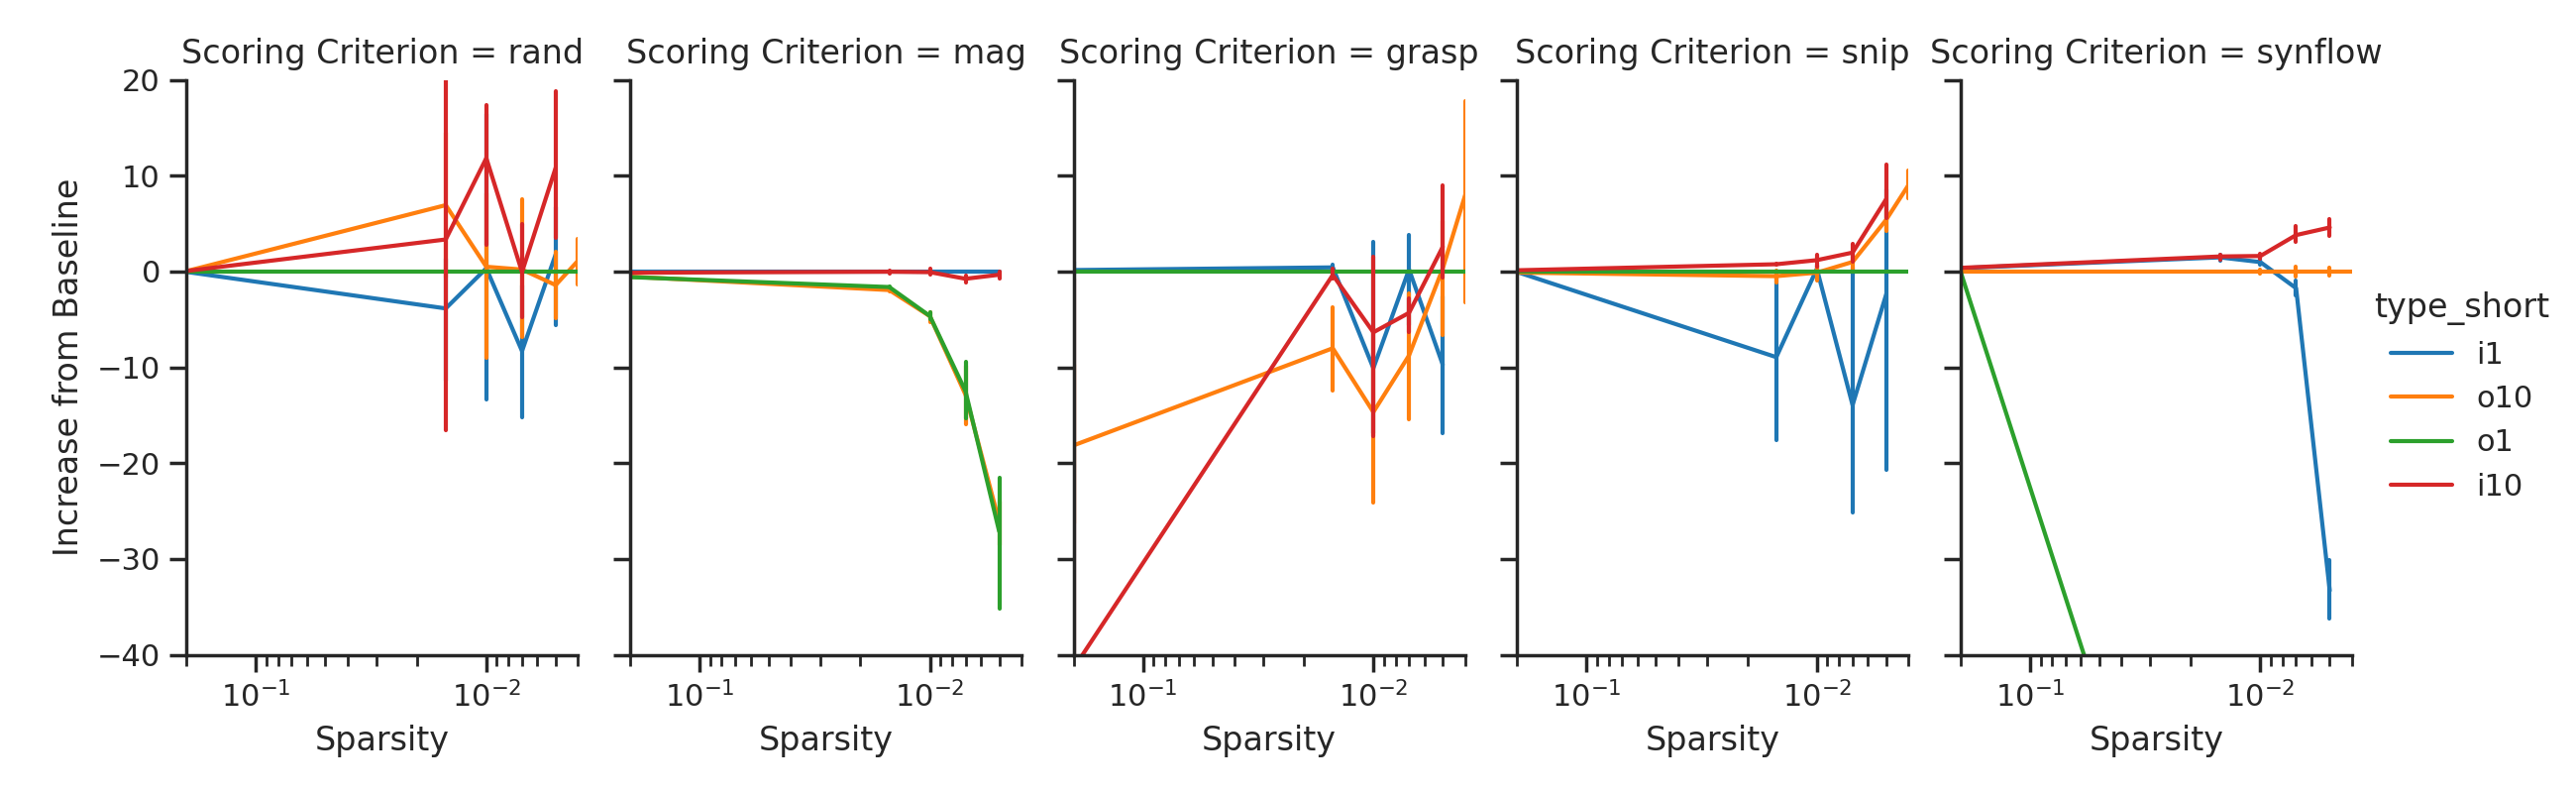 Scoring Criterion = rand
Scoring Criterion = mag
Scoring Criterion = grasp
Scoring Criterion = snip
Scoring Criterion = synflow
Increase from Baseline
20
10
0
−10
−20
−30
−40
10⁻¹ 10⁻²
10⁻¹ 10⁻²
10⁻¹ 10⁻²
10⁻¹ 10⁻²
10⁻¹ 10⁻²
Sparsity
Sparsity
Sparsity
Sparsity
Sparsity
type_short
i1
o10
o1
i10